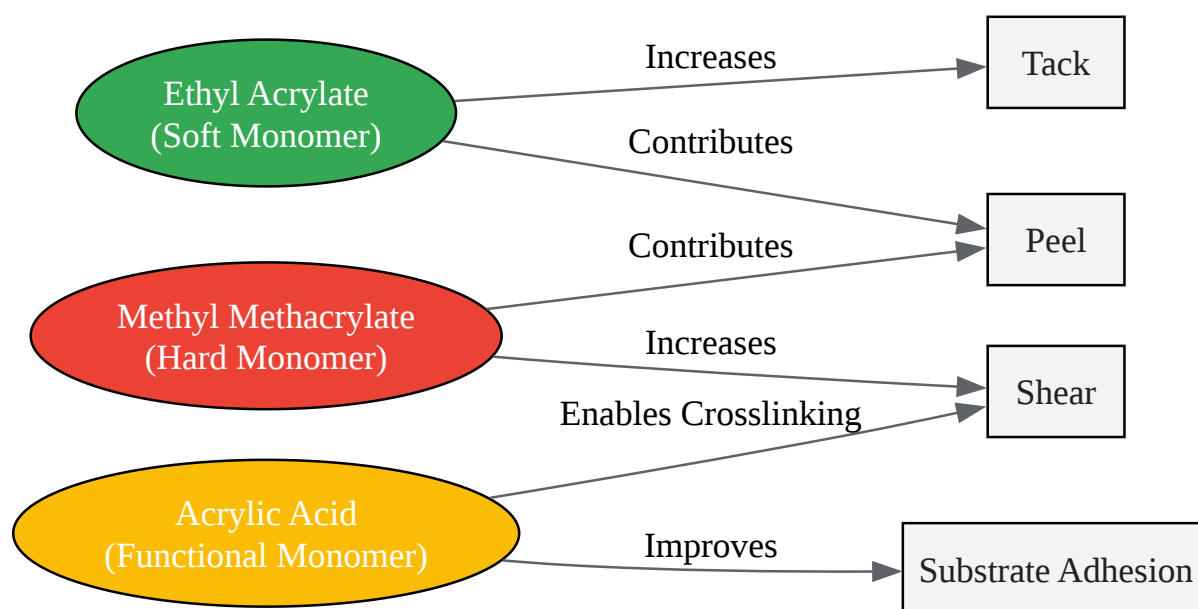 Ethyl Acrylate
(Soft Monomer)
Increases
Tack
Contributes
Peel
Contributes
Methyl Methacrylate
(Hard Monomer)
Increases
Shear
Enables Crosslinking
Acrylic Acid
(Functional Monomer)
Improves
Substrate Adhesion